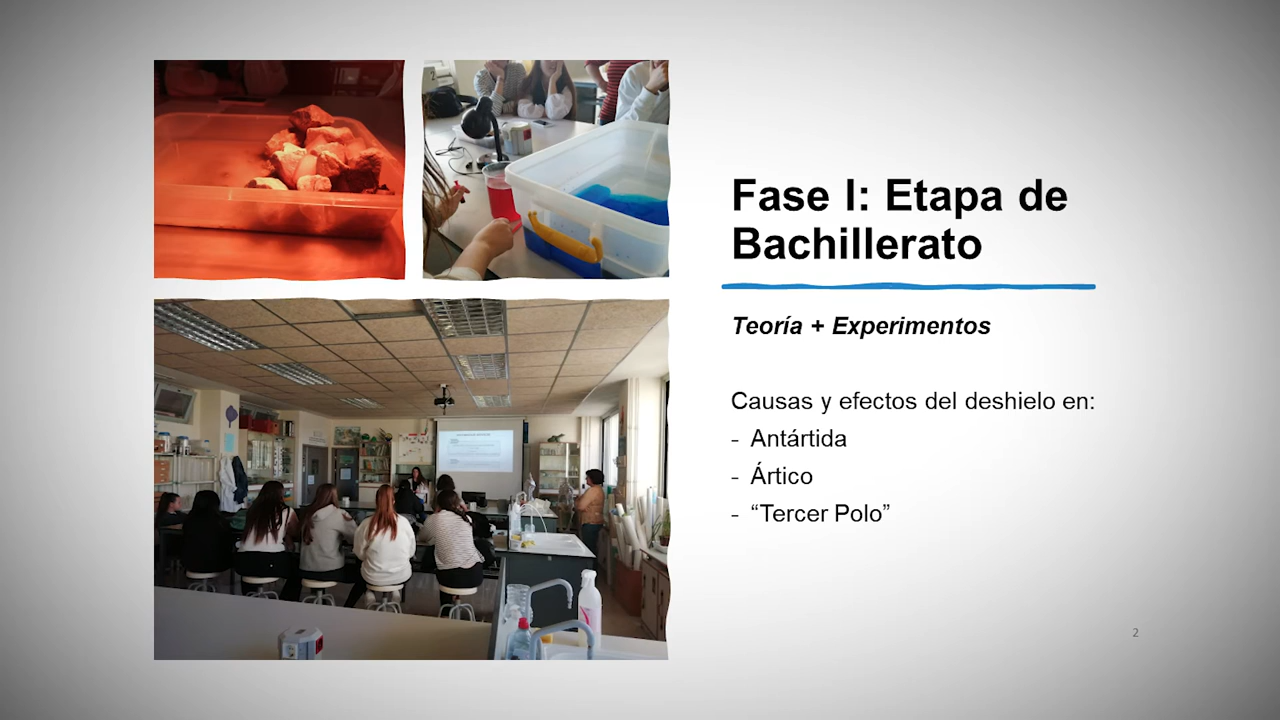 Fase I: Etapa de
Bachillerato
Teoría + Experimentos
Causas y efectos del deshielo en:
- Antártida
- Ártico
- “Tercer Polo”
2